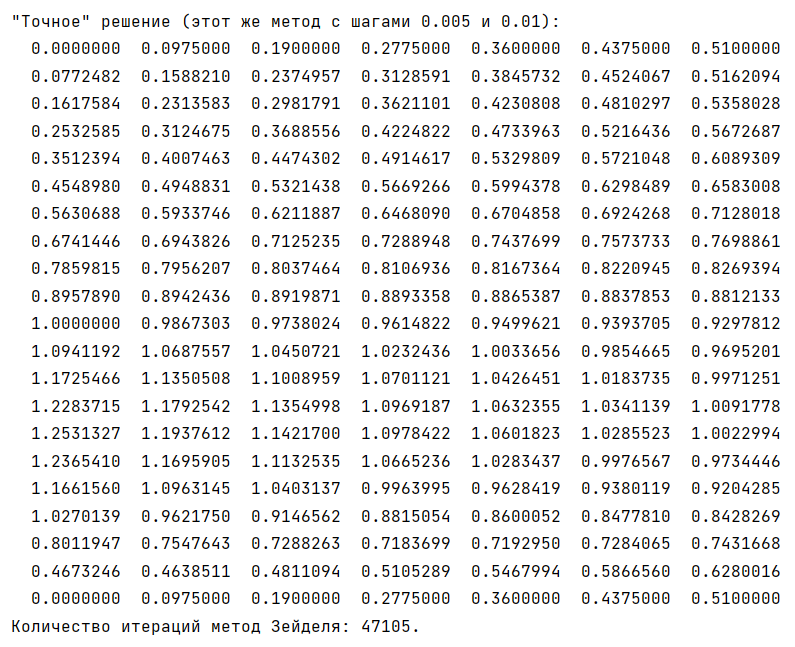 "Точное" решение (этот же метод с шагами 0.005 и 0.01):
0.0000000 0.0975000 0.1900000 0.2775000 0.3600000 0.4375000 0.5100000
0.0772482 0.1588210 0.2374957 0.3128591 0.3845732 0.4524067 0.5162094
0.1617584 0.2313583 0.2981791 0.3621101 0.4230808 0.4810297 0.5358028
0.2532585 0.3124675 0.3688556 0.4224822 0.4733963 0.5216436 0.5672687
0.3512394 0.4007463 0.4474302 0.4914617 0.5329809 0.5721048 0.6089309
0.4548980 0.4948831 0.5321438 0.5669266 0.5994378 0.6298489 0.6583008
0.5630688 0.5933746 0.6211887 0.6468090 0.6704858 0.6924268 0.7128018
0.6741446 0.6943826 0.7125235 0.7288948 0.7437699 0.7573733 0.7698861
0.7859815 0.7956207 0.8037464 0.8106936 0.8167364 0.8220945 0.8269394
0.8957890 0.8942436 0.8919871 0.8893358 0.8865387 0.8837853 0.8812133
1.0000000 0.9867303 0.9738024 0.9614822 0.9499621 0.9393705 0.9297812
1.0941192 1.0687557 1.0450721 1.0232436 1.0033656 0.9854665 0.9695201
1.1725466 1.1350508 1.1008959 1.0701121 1.0426451 1.0183735 0.9971251
1.2283715 1.1792542 1.1354998 1.0969187 1.0632355 1.0341139 1.0091778
1.2531327 1.1937612 1.1421700 1.0978422 1.0601823 1.0285523 1.0022994
1.2365410 1.1695905 1.1132535 1.0665236 1.0283437 0.9976567 0.9734446
1.1661560 1.0963145 1.0403137 0.9963995 0.9628419 0.9380119 0.9204285
1.0270139 0.9621750 0.9146562 0.8815054 0.8600052 0.8477810 0.8428269
0.8011947 0.7547643 0.7288263 0.7183699 0.7192950 0.7284065 0.7431668
0.4673246 0.4638511 0.4811094 0.5105289 0.5467994 0.5866560 0.6280016
0.0000000 0.0975000 0.1900000 0.2775000 0.3600000 0.4375000 0.5100000
Количество итераций метод Зейделя: 47105.